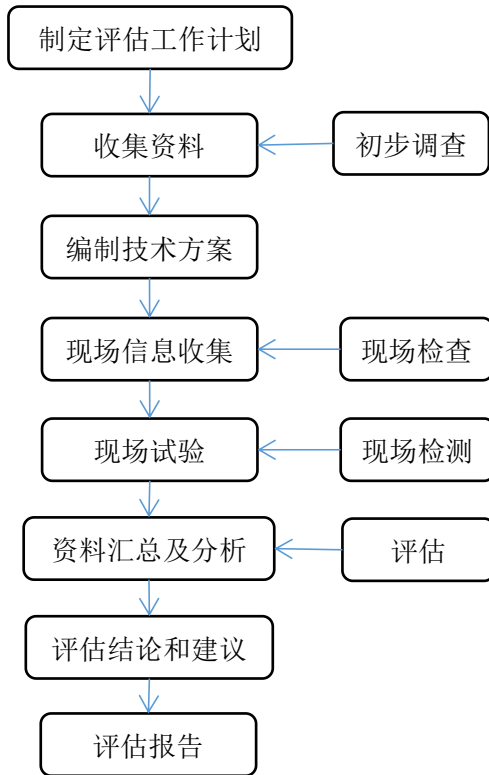 制定评估工作计划
收集资料
初步调查
编制技术方案
现场信息收集
现场检查
现场试验
现场检测
资料汇总及分析
评估
评估结论和建议
评估报告